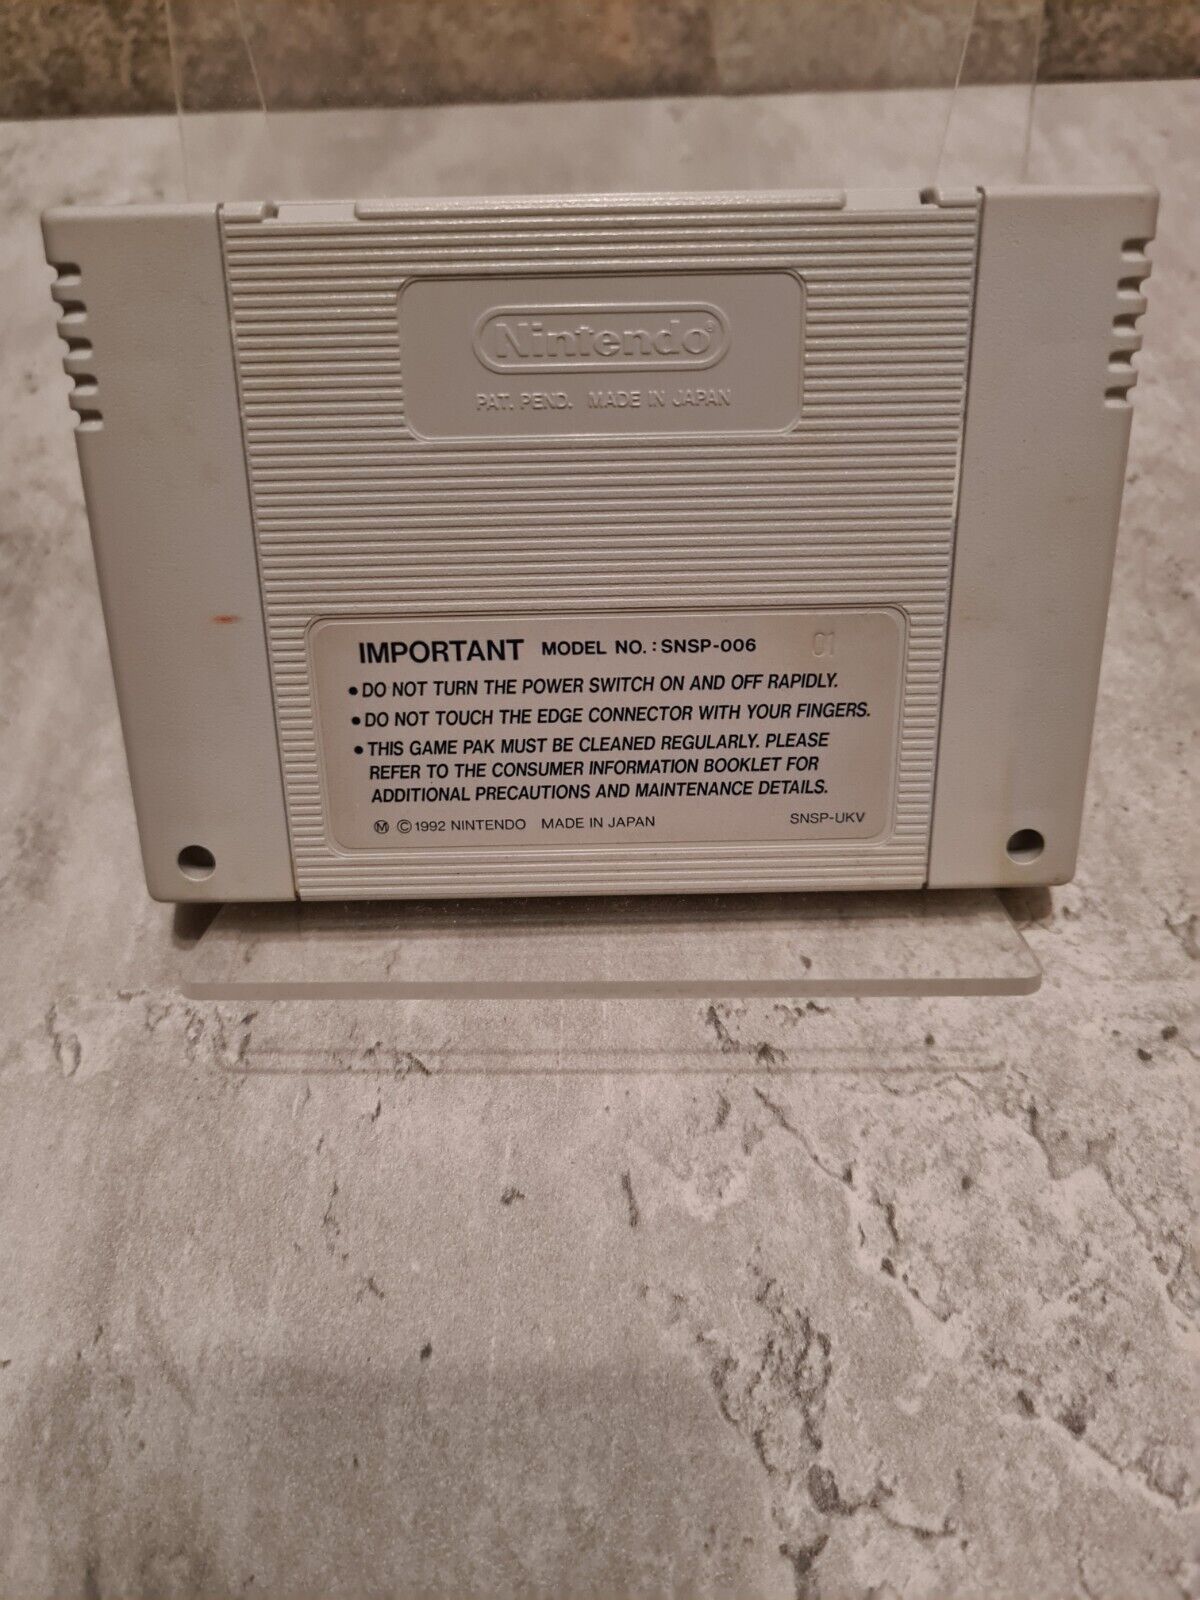 Nintendo®
PAT. PEND. MADE IN JAPAN
IMPORTANT MODEL NO. : SNSP-006 01
• DO NOT TURN THE POWER SWITCH ON AND OFF RAPIDLY.
• DO NOT TOUCH THE EDGE CONNECTOR WITH YOUR FINGERS.
• THIS GAME PAK MUST BE CLEANED REGULARLY. PLEASE
REFER TO THE CONSUMER INFORMATION BOOKLET FOR
ADDITIONAL PRECAUTIONS AND MAINTENANCE DETAILS.
Ⓜ © 1992 NINTENDO MADE IN JAPAN SNSP-UKV